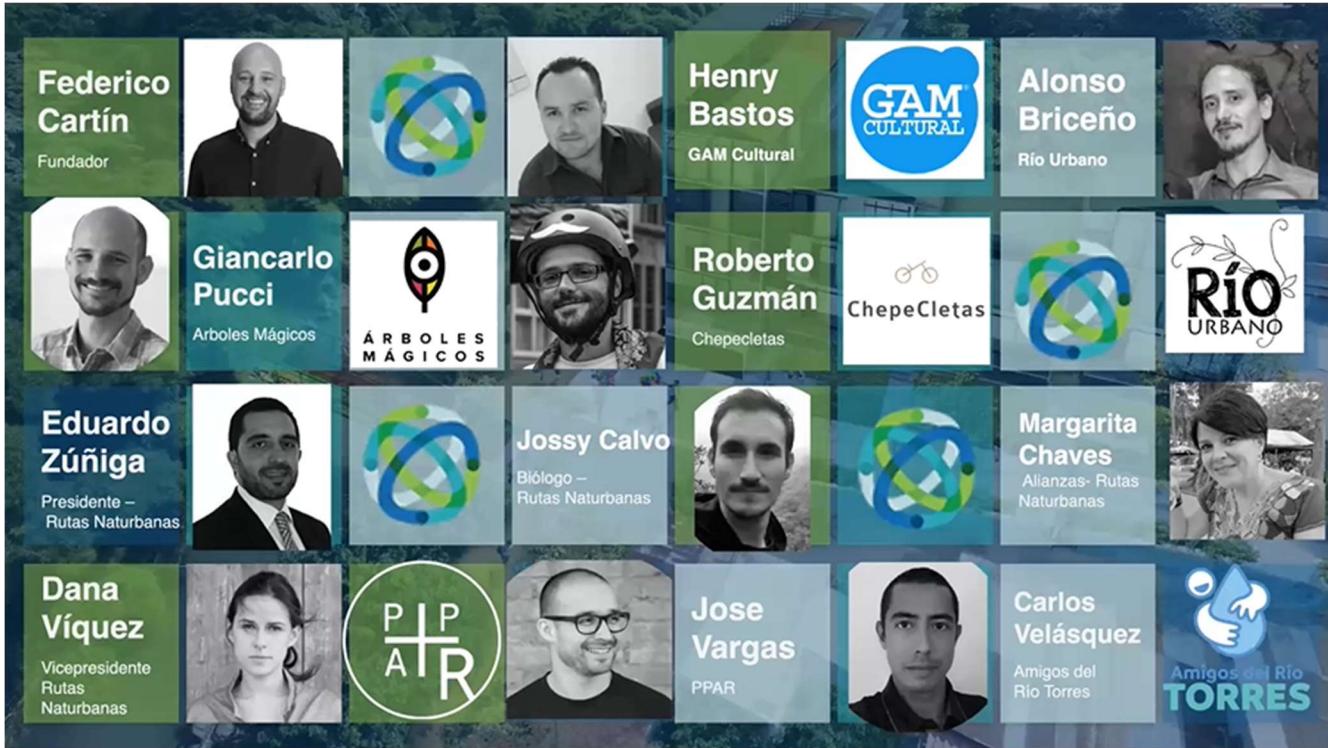 Federico
Cartín
Fundador
Henry
Bastos
GAM Cultural
GAM
CULTURAL
Alonso
Briceño
Río Urbano
Giancarlo
Pucci
Arboles Mágicos
ÁRBOLES
MÁGICOS
Roberto
Guzmán
Chepecletas
ChepeCletas
RÍO
URBANO
Eduardo
Zúñiga
Presidente –
Rutas Naturbanas
Jossy Calvo
Biólogo –
Rutas Naturbanas
Margarita
Chaves
Alianzas- Rutas
Naturbanas
Dana
Víquez
Vicepresidente
Rutas
Naturbanas
P P
A R
Jose
Vargas
PPAR
Carlos
Velásquez
Amigos del
Río Torres
Amigos del Río
TORRES